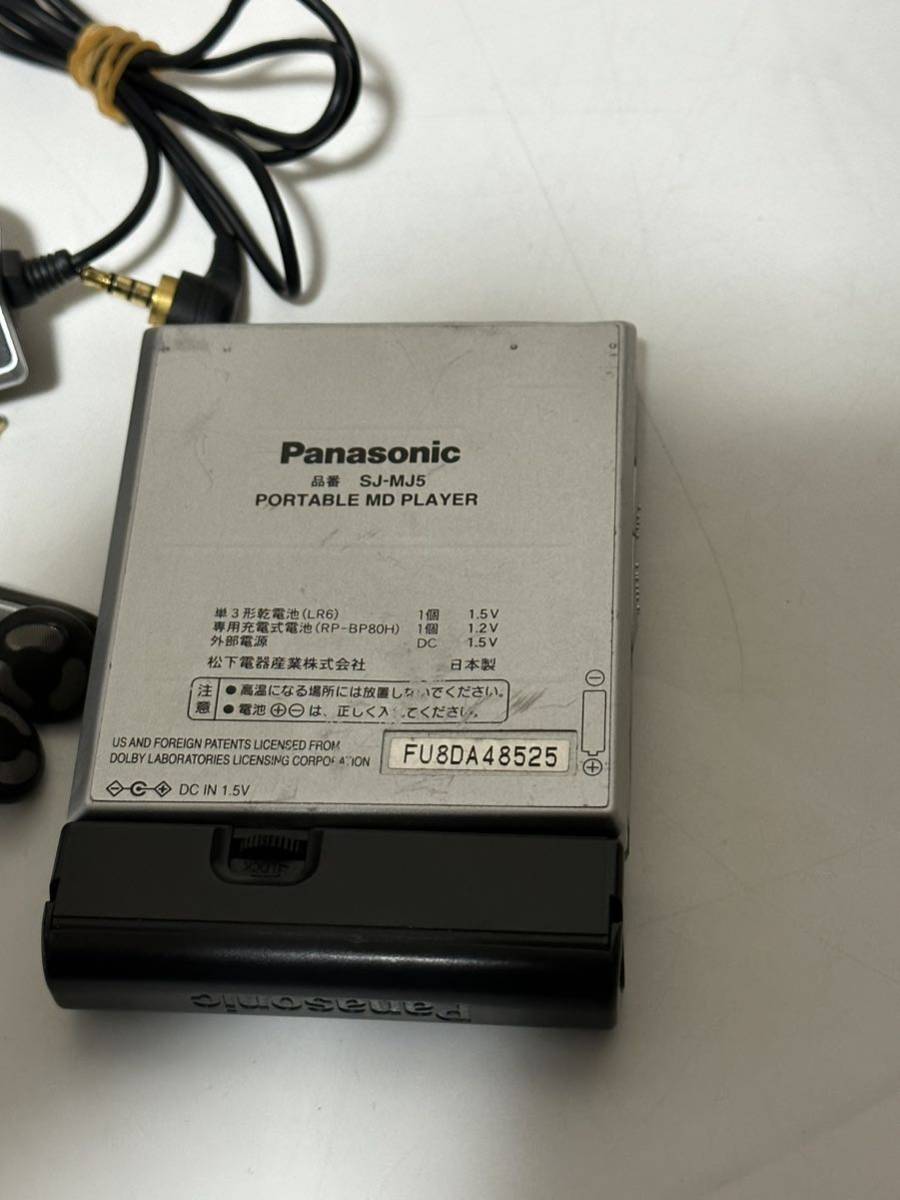 Panasonic
品番 SJ-MJ5
PORTABLE MD PLAYER
単3形乾電池(LR6) 1個 1.5V
専用充電式電池(RP-BP80H) 1個 1.2V
外部電源 DC 1.5V
松下電器産業株式会社 日本製
注意
●高温になる場所には放置しないでください。
●電池⊕⊖は、正しく入れてください。
US AND FOREIGN PATENTS LICENSED FROM
DOLBY LABORATORIES LICENSING CORPORATION
FU8DA48525
DC IN 1.5V
Panasonic